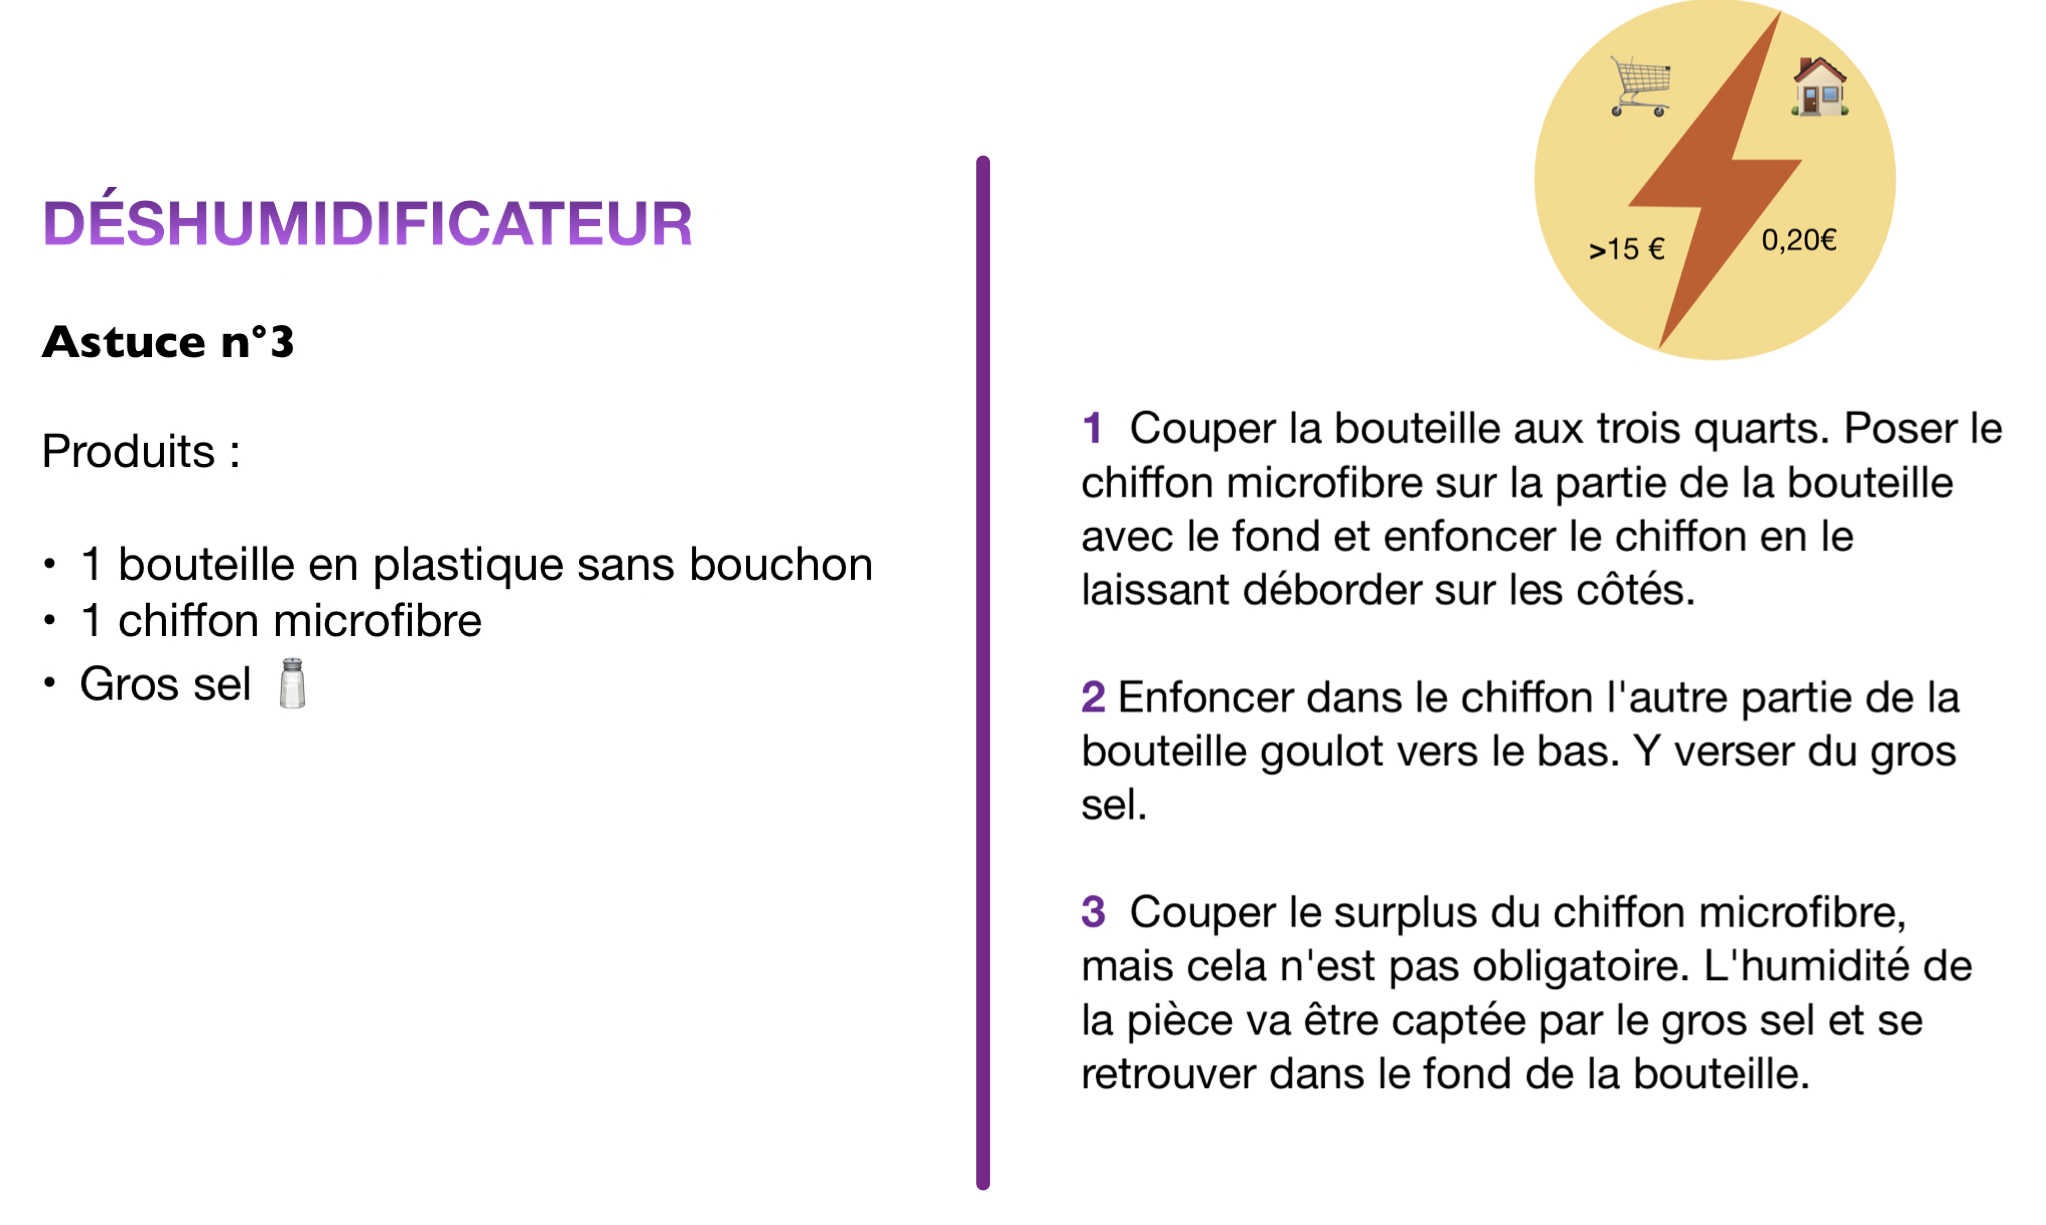 DÉSHUMIDIFICATEUR
Astuce n°3
Produits :
• 1 bouteille en plastique sans bouchon
• 1 chiffon microfibre
• Gros sel
>15 €
0,20€
1 Couper la bouteille aux trois quarts. Poser le
chiffon microfibre sur la partie de la bouteille
avec le fond et enfoncer le chiffon en le
laissant déborder sur les côtés.
2 Enfoncer dans le chiffon l'autre partie de la
bouteille goulot vers le bas. Y verser du gros
sel.
3 Couper le surplus du chiffon microfibre,
mais cela n'est pas obligatoire. L'humidité de
la pièce va être captée par le gros sel et se
retrouver dans le fond de la bouteille.